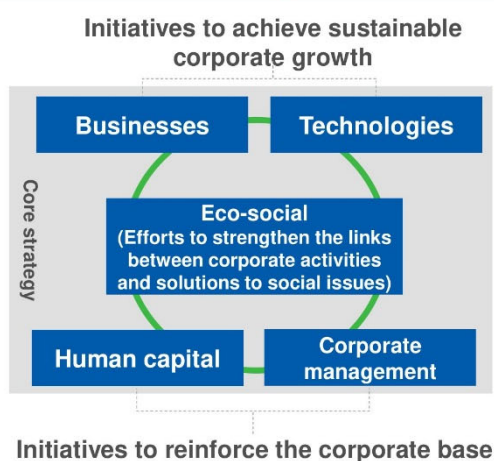 Initiatives to achieve sustainable
corporate growth
Businesses
Technologies
Core strategy
Eco-social
(Efforts to strengthen the links
between corporate activities
and solutions to social issues)
Human capital
Corporate
management
Initiatives to reinforce the corporate base